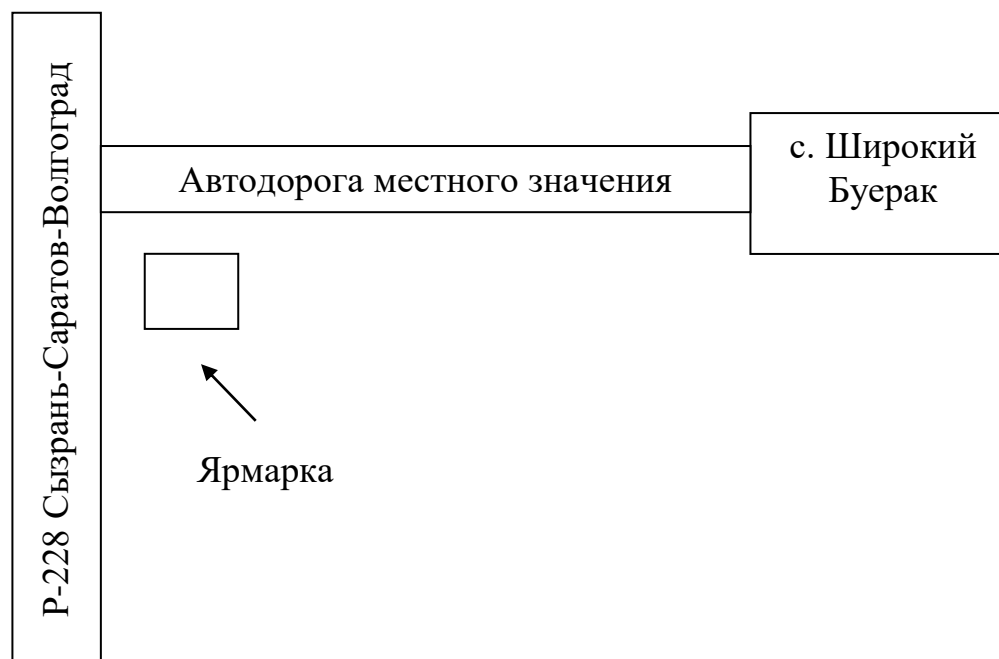 Р-228 Сызрань-Саратов-Волгоград
Автодорога местного значения
с. Широкий
Буерак
Ярмарка